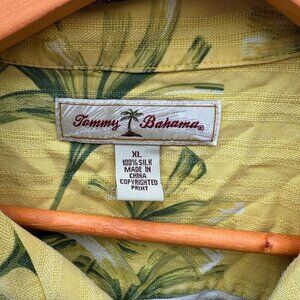 Tommy Bahama®
XL
100% SILK
MADE IN
CHINA
COPYRIGHTED
PRINT